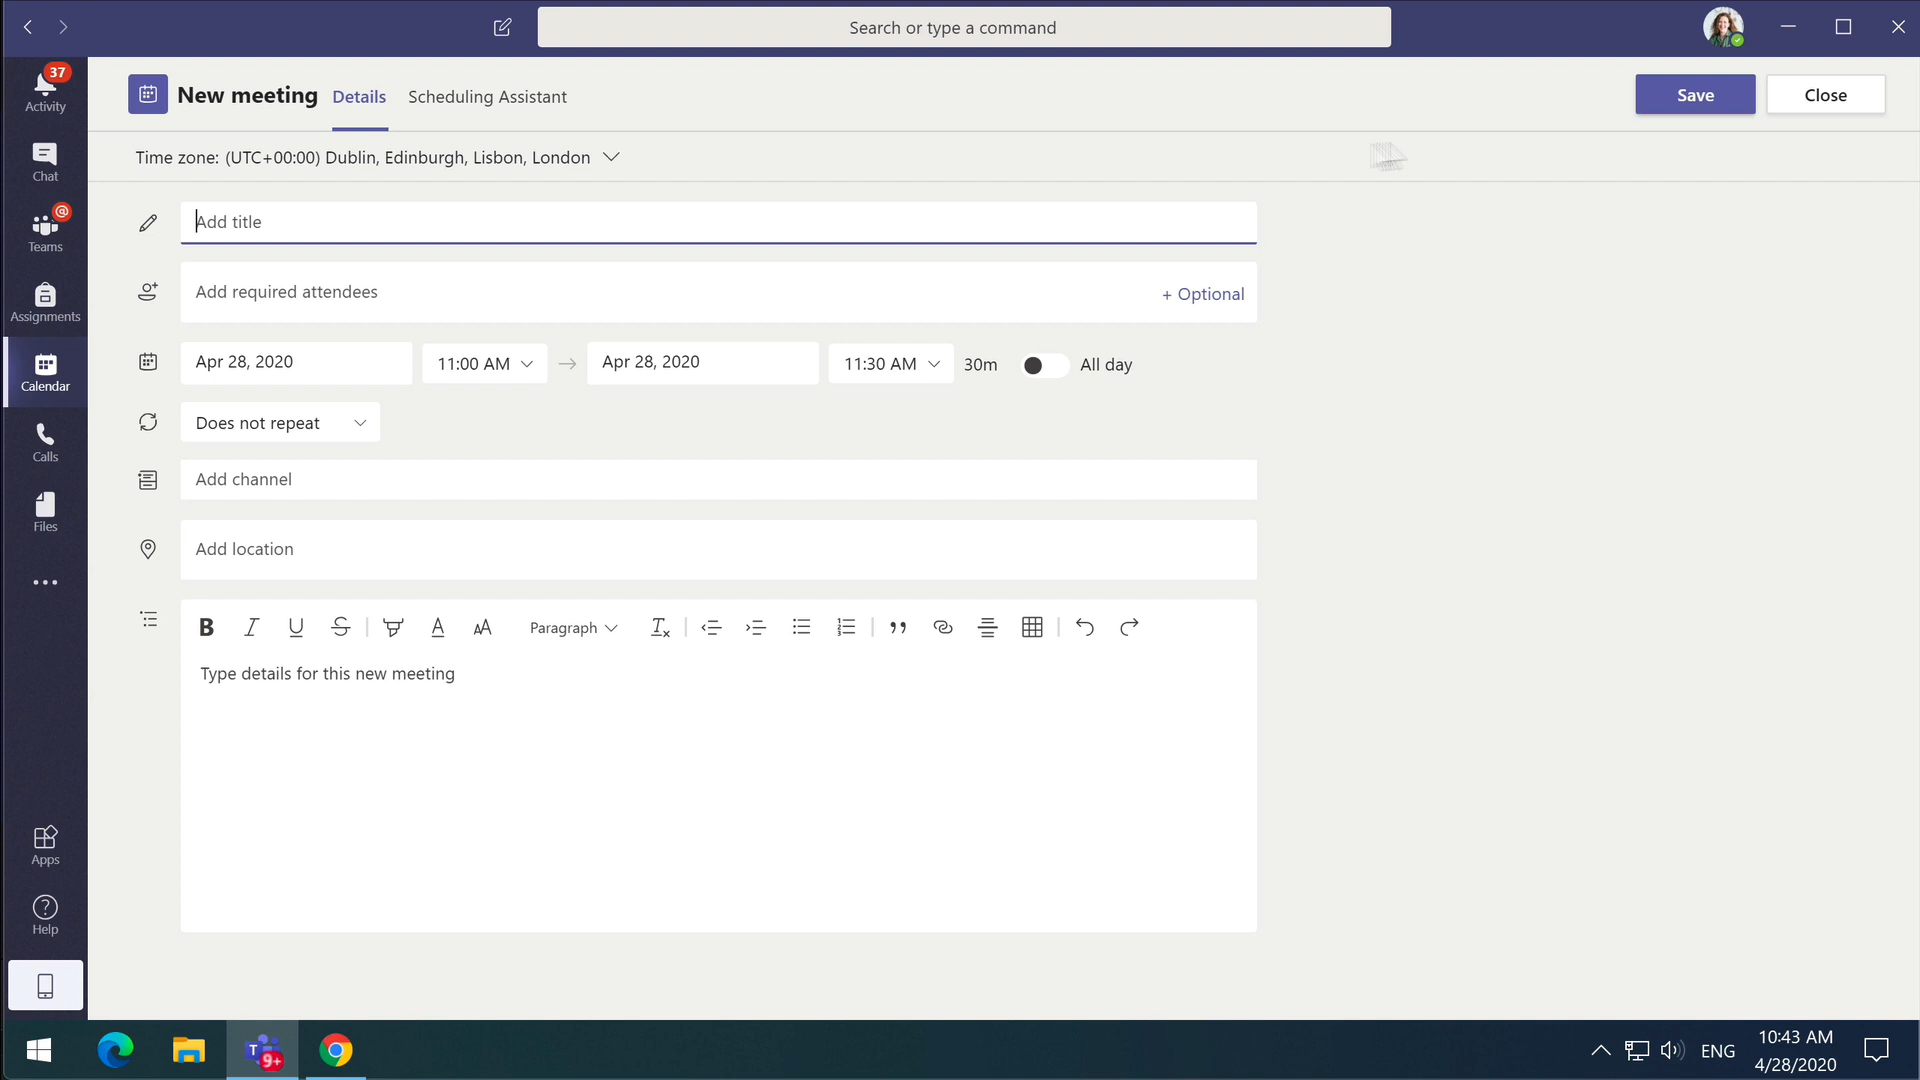 Search or type a command
37
Activity
New meeting Details Scheduling Assistant Save Close
Time zone: (UTC+00:00) Dublin, Edinburgh, Lisbon, London
Chat
@
Teams
Add title
Assignments
Add required attendees + Optional
Calendar
Apr 28, 2020 11:00 AM → Apr 28, 2020 11:30 AM 30m All day
Calls
Does not repeat
Files
Add channel
Add location
B I U S A AA Paragraph
Type details for this new meeting
Apps
Help
T 9+
ENG
10:43 AM
4/28/2020